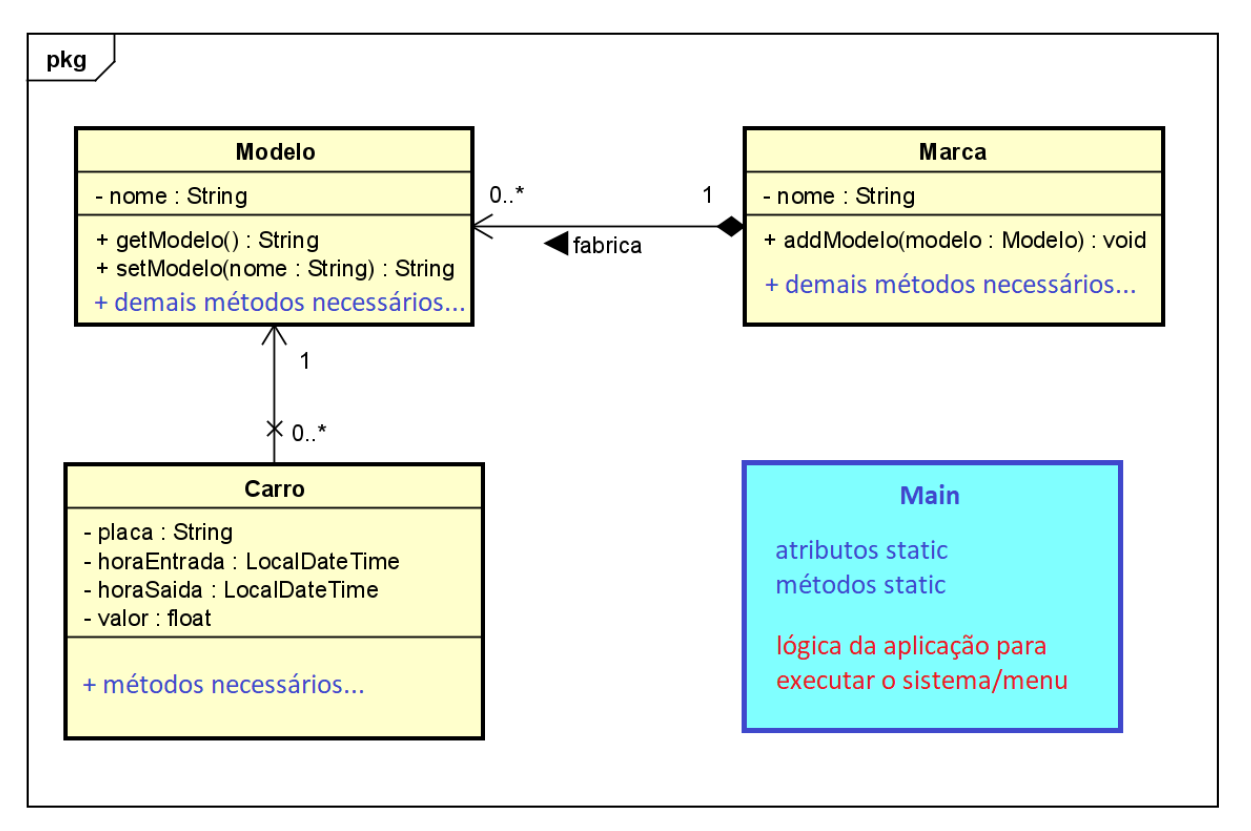 pkg
Modelo
- nome : String
+ getModelo() : String
+ setModelo(nome : String) : String
+ demais métodos necessários...
0..*
1
fabrica
Marca
- nome : String
+ addModelo(modelo : Modelo) : void
+ demais métodos necessários...
1
0..*
Carro
- placa : String
- horaEntrada : LocalDateTime
- horaSaida : LocalDateTime
- valor : float
+ métodos necessários...
Main
atributos static
métodos static
lógica da aplicação para
executar o sistema/menu